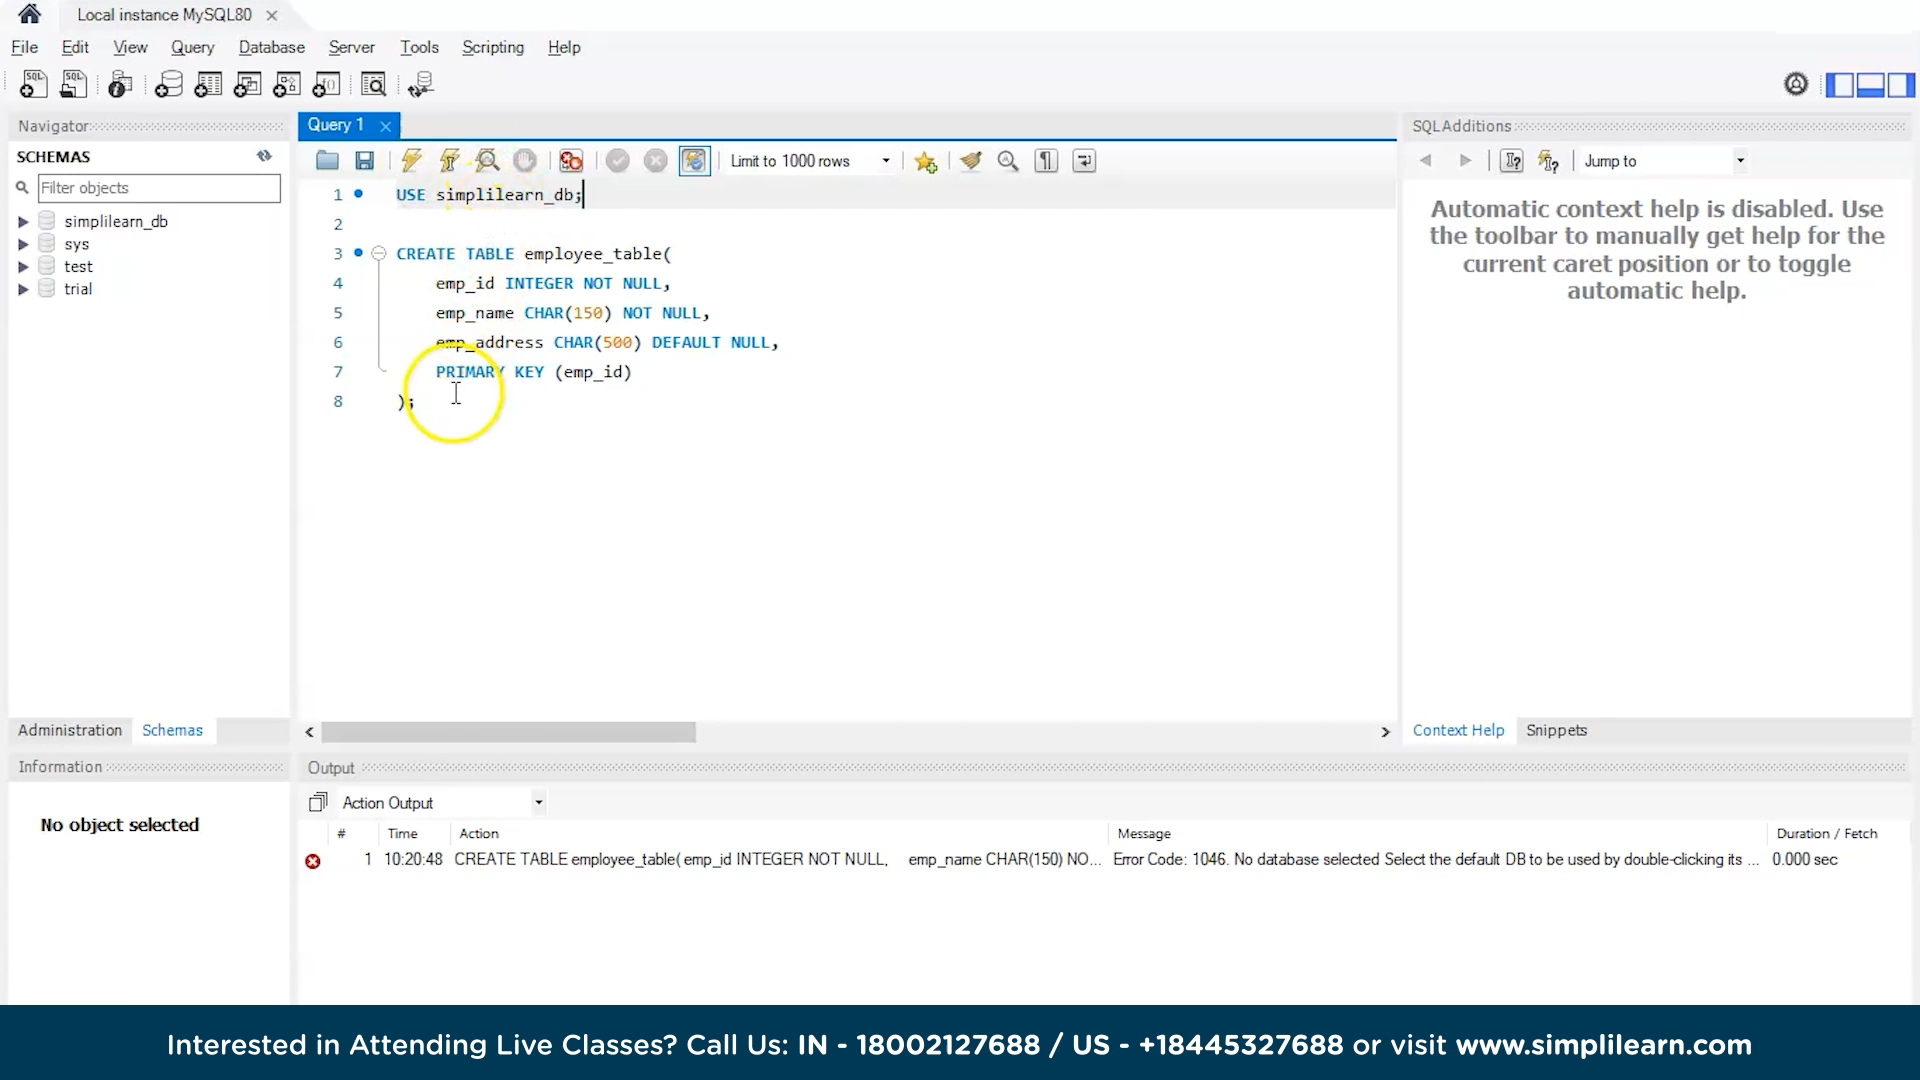 Local instance MySQL80
File Edit View Query Database Server Tools Scripting Help
Navigator
SCHEMAS
Filter objects
simplilearn_db
sys
test
trial
Administration Schemas
Information
No object selected
Query 1
Limit to 1000 rows
1 USE simplilearn_db;
2
3 CREATE TABLE employee_table(
4 emp_id INTEGER NOT NULL,
5 emp_name CHAR(150) NOT NULL,
6 emp_address CHAR(500) DEFAULT NULL,
7 PRIMARY KEY (emp_id)
8 );
SQLAdditions
Jump to
Automatic context help is disabled. Use
the toolbar to manually get help for the
current caret position or to toggle
automatic help.
Context Help Snippets
Output
Action Output
# Time Action Message Duration / Fetch
1 10:20:48 CREATE TABLE employee_table( emp_id INTEGER NOT NULL, emp_name CHAR(150) NO... Error Code: 1046. No database selected Select the default DB to be used by double-clicking its ... 0.000 sec
Interested in Attending Live Classes? Call Us: IN - 18002127688 / US - +18445327688 or visit www.simplilearn.com